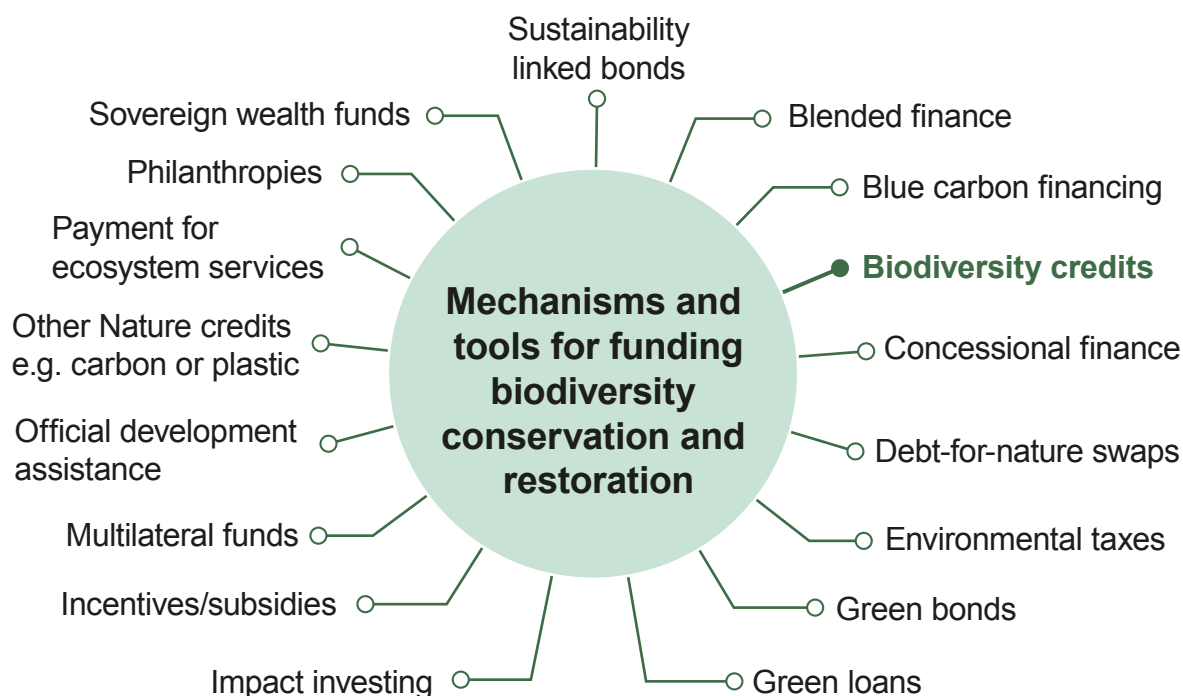 Sustainability
linked bonds
Sovereign wealth funds
Blended finance
Philanthropies
Blue carbon financing
Payment for
ecosystem services
Biodiversity credits
Mechanisms and
tools for funding
biodiversity
conservation and
restoration
Other Nature credits
e.g. carbon or plastic
Concessional finance
Official development
assistance
Debt-for-nature swaps
Multilateral funds
Environmental taxes
Incentives/subsidies
Green bonds
Impact investing
Green loans